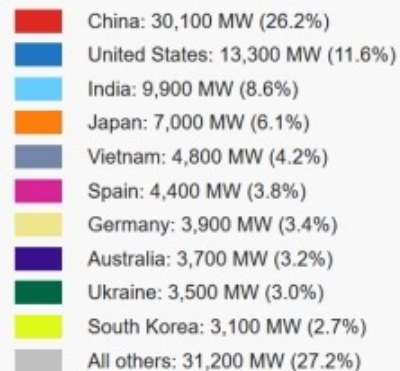 China: 30,100 MW (26.2%)
United States: 13,300 MW (11.6%)
India: 9,900 MW (8.6%)
Japan: 7,000 MW (6.1%)
Vietnam: 4,800 MW (4.2%)
Spain: 4,400 MW (3.8%)
Germany: 3,900 MW (3.4%)
Australia: 3,700 MW (3.2%)
Ukraine: 3,500 MW (3.0%)
South Korea: 3,100 MW (2.7%)
All others: 31,200 MW (27.2%)